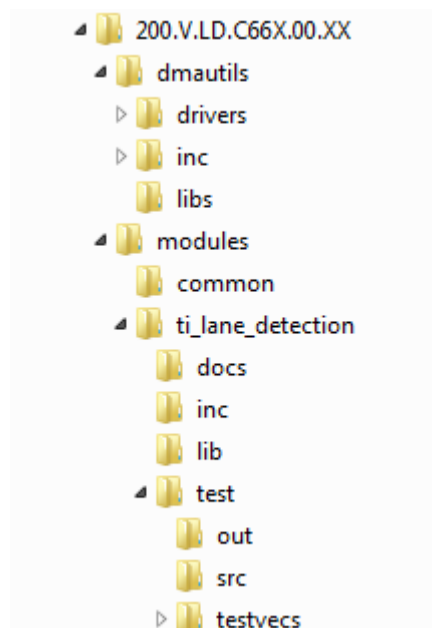 200.V.LD.C66X.00.XX
dmautils
drivers
inc
libs
modules
common
ti_lane_detection
docs
inc
lib
test
out
src
testvecs